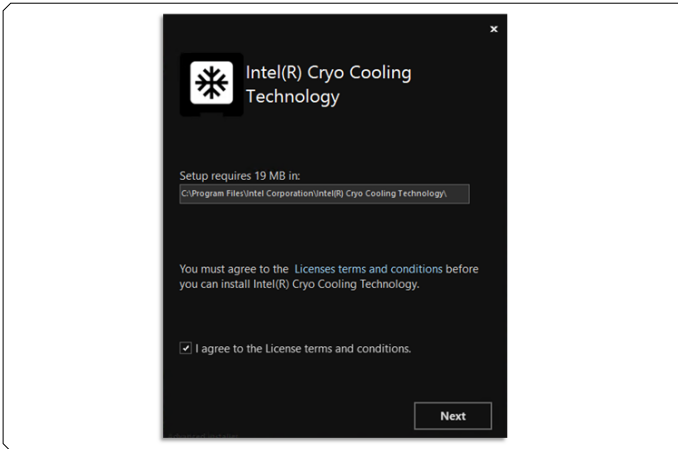 ×
Intel(R) Cryo Cooling
Technology
Setup requires 19 MB in:
C:\Program Files\Intel Corporation\Intel(R) Cryo Cooling Technology\
You must agree to the Licenses terms and conditions before
you can install Intel(R) Cryo Cooling Technology.
I agree to the License terms and conditions.
Next